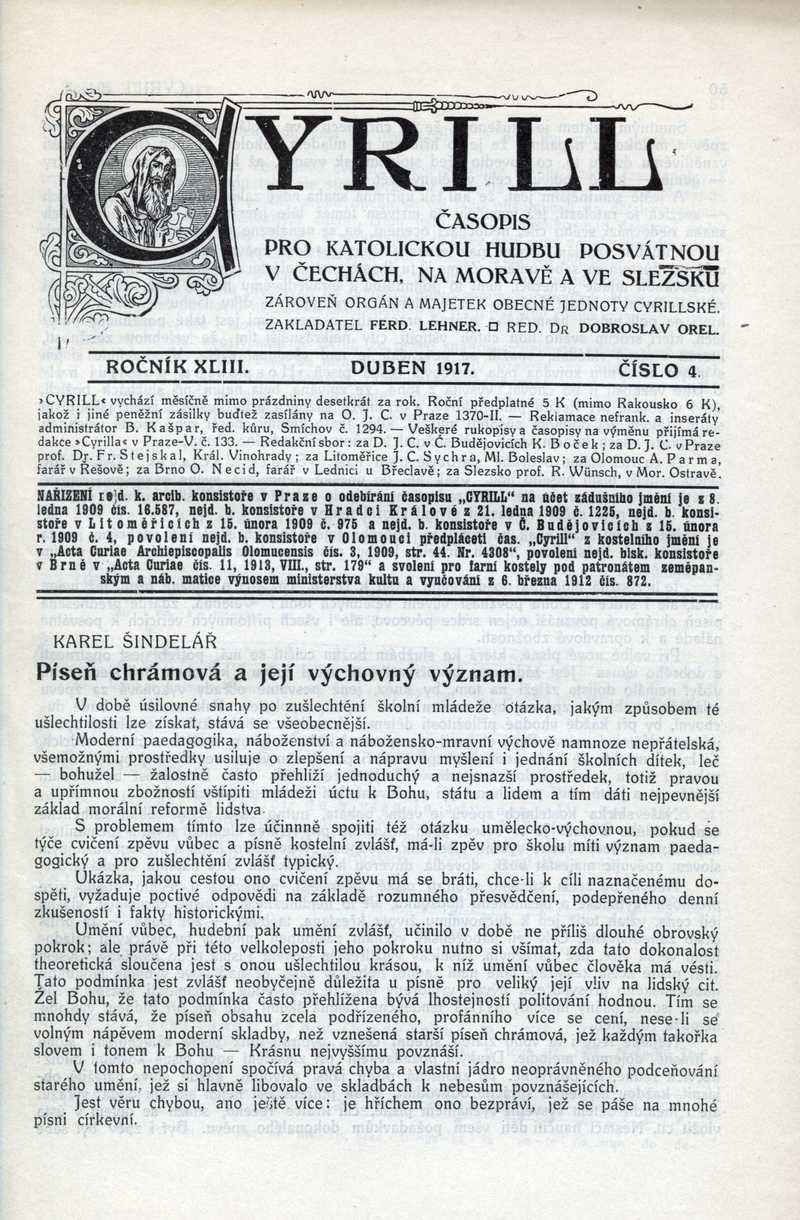 CYRILL
ČASOPIS
PRO KATOLICKOU HUDBU POSVÁTNOU
V ČECHÁCH, NA MORAVĚ A VE SLEZSKU
ZÁROVEŇ ORGÁN A MAJETEK OBECNÉ JEDNOTY CYRILLSKÉ.
ZAKLADATEL FERD. LEHNER. □ RED. DR DOBROSLAV OREL.
ROČNÍK XLIII. DUBEN 1917. ČÍSLO 4.
»CYRILL« vychází měsíčně mimo prázdniny desetkrát za rok. Roční předplatné 5 K (mimo Rakousko 6 K),
jakož i jiné peněžní zásilky buďtež zasílány na O. J. C. v Praze 1370-II. — Reklamace nefrank. a inseráty
administrátor B. Kašpar, řed. kůru, Smíchov č. 1294. — Veškeré rukopisy a časopisy na výměnu přijímá re-
dakce »Cyrilla« v Praze-V. č. 133. — Redakční sbor: za D. J. C. v Č. Budějovicích K. Boček; za D. J. C. v Praze
prof. Dr. Fr. Stejskal, Král. Vinohrady; za Litoměřice J. C. Sychra, Ml. Boleslav; za Olomouc A. Parma,
farář v Řešově; za Brno O. Necid, farář v Lednici u Břeclavě; za Slezsko prof. R. Wünsch, v Mor. Ostravě.
NAŘÍZENÍ rejd. k. arcib. konsistoře v Praze o odebírání časopisu „CYRILL“ na účet zádušního jmění je z 8.
ledna 1909 čís. 16.587, nejd. b. konsistoře v Hradci Králové z 21. ledna 1909 č. 1225, nejd. b. konsi-
stoře v Litoměřicích z 15. února 1909 č. 975 a nejd. b. konsistoře v Č. Budějovicích z 15. února
r. 1909 č. 4, povolení nejd. b. konsistoře v Olomouci předpláceti čas. „Cyrill“ z kostelního jmění je
v „Acta Curiae Archiepiscopalis Olomucensis čís. 3, 1909, str. 44. Nr. 4308“, povolení nejd. bisk. konsistoře
v Brně v „Acta Curiae čís. 11, 1913, VIII., str. 179“ a svolení pro farní kostely pod patronátem zeměpan-
ským a náb. matice výnosem ministerstva kultu a vyučování z 6. března 1912 čís. 872.
KAREL ŠINDELÁŘ
Píseň chrámová a její výchovný význam.
V době úsilovné snahy po zušlechtění školní mládeže otázka, jakým způsobem té
ušlechtilosti lze získat, stává se všeobecnější.
Moderní paedagogika, náboženství a nábožensko-mravní výchově namnoze nepřátelská,
všemožnými prostředky usiluje o zlepšení a nápravu myšlení i jednání školních dítek, leč
— bohužel — žalostně často přehlíží jednoduchý a nejsnazší prostředek, totiž pravou
a upřímnou zbožností vštípiti mládeži úctu k Bohu, státu a lidem a tím dáti nejpevnější
základ morální reformě lidstva.
S problemem tímto lze účinnně spojiti též otázku umělecko-výchovnou, pokud se
týče cvičení zpěvu vůbec a písně kostelní zvlášť, má-li zpěv pro školu míti význam paeda-
gogický a pro zušlechtění zvlášť typický.
Ukázka, jakou cestou ono cvičení zpěvu má se bráti, chce-li k cíli naznačenému do-
spěti, vyžaduje poctivé odpovědi na základě rozumného přesvědčení, podepřeného denní
zkušeností i fakty historickými.
Umění vůbec, hudební pak umění zvlášť, učinilo v době ne příliš dlouhé obrovský
pokrok; ale právě při této velkoleposti jeho pokroku nutno si všímat, zda tato dokonalost
theoretická sloučena jest s onou ušlechtilou krásou, k níž umění vůbec člověka má vésti.
Tato podmínka jest zvlášť neobyčejně důležita u písně pro veliký její vliv na lidský cit.
Žel Bohu, že tato podmínka často přehlížena bývá lhostejností politování hodnou. Tím se
mnohdy stává, že píseň obsahu zcela podřízeného, profánního více se cení, nese-li se
volným nápěvem moderní skladby, než vznešená starší píseň chrámová, jež každým takořka
slovem i tonem k Bohu — Krásnu nejvyššímu povznáší.
V tomto nepochopení spočívá pravá chyba a vlastní jádro neoprávněného podceňování
starého umění, jež si hlavně libovalo ve skladbách k nebesům povznášejících.
Jest věru chybou, ano ještě více: je hříchem ono bezpráví, jež se páše na mnohé
písni církevní.